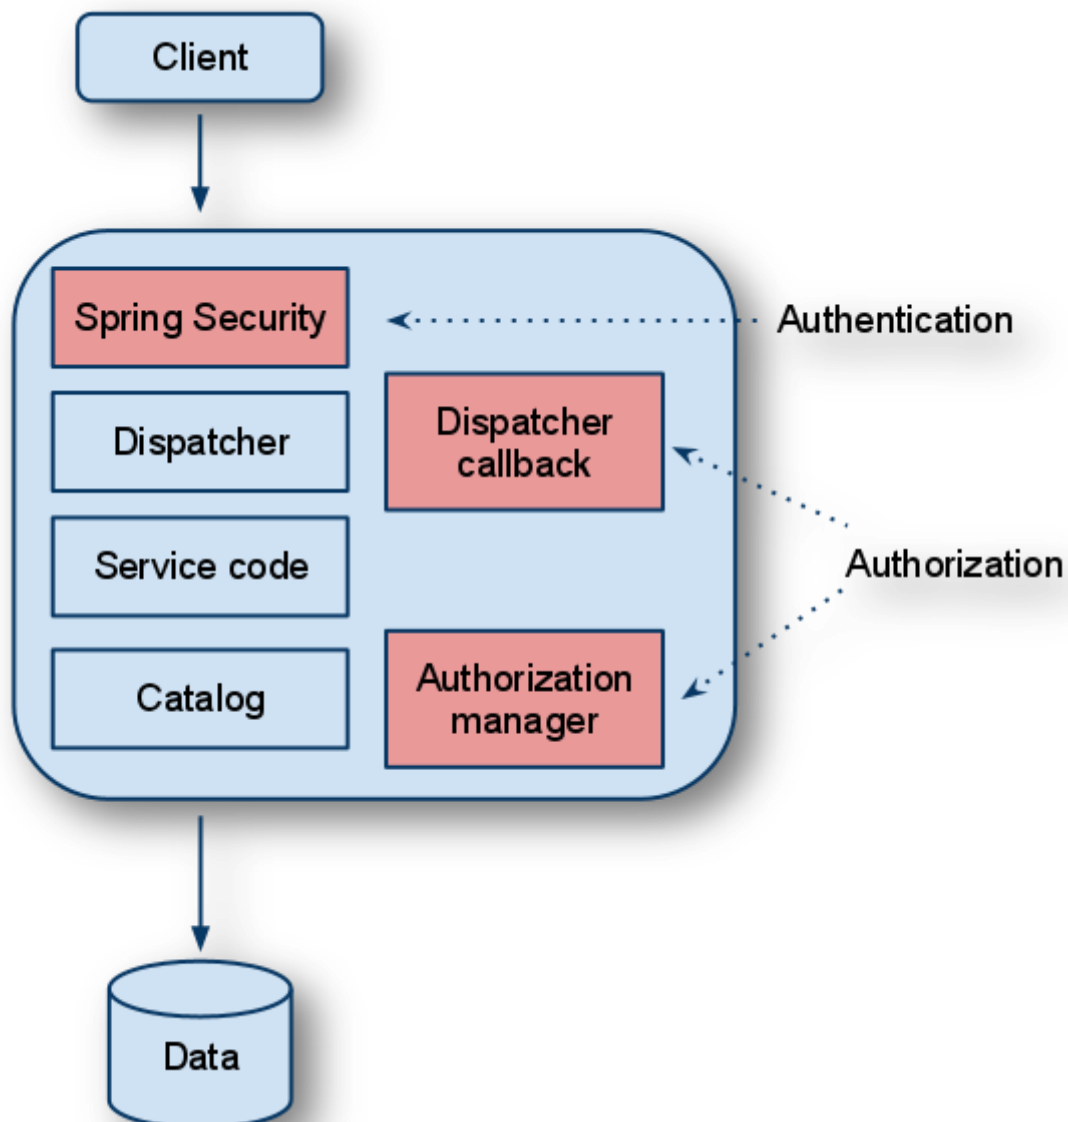 Client
Spring Security
Authentication
Dispatcher
Dispatcher
callback
Service code
Authorization
Catalog
Authorization
manager
Data